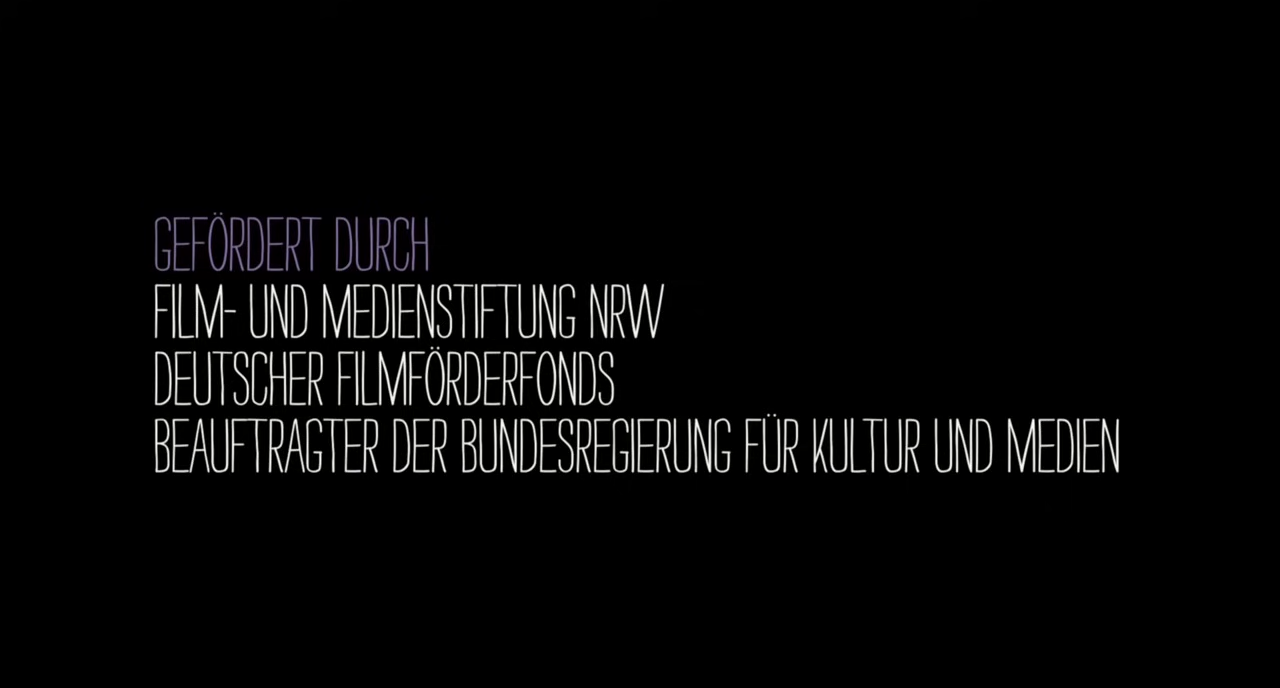 GEFÖRDERT DURCH
FILM- UND MEDIENSTIFTUNG NRW
DEUTSCHER FILMFÖRDERFONDS
BEAUFTRAGTER DER BUNDESREGIERUNG FÜR KULTUR UND MEDIEN